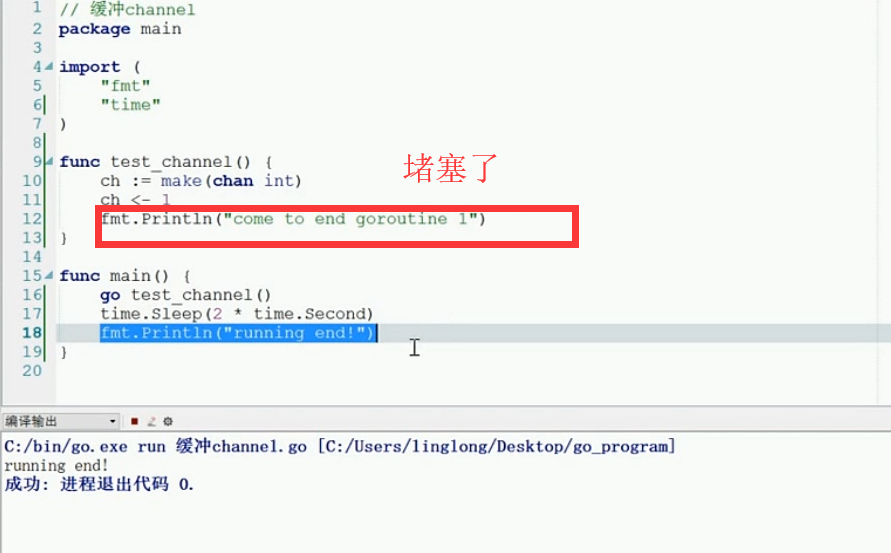 1 // 缓冲channel
2 package main
3
4 import (
5 "fmt"
6 "time"
7 )
8
9 func test_channel() {
堵塞了
10 ch := make(chan int)
11 ch <- 1
12 fmt.Println("come to end goroutine 1")
13 }
14
15 func main() {
16 go test_channel()
17 time.Sleep(2 * time.Second)
18 fmt.Println("running end!")
19 }
20
编译输出
C:/bin/go.exe run 缓冲channel.go [C:/Users/linglong/Desktop/go_program]
running end!
成功: 进程退出代码 0.